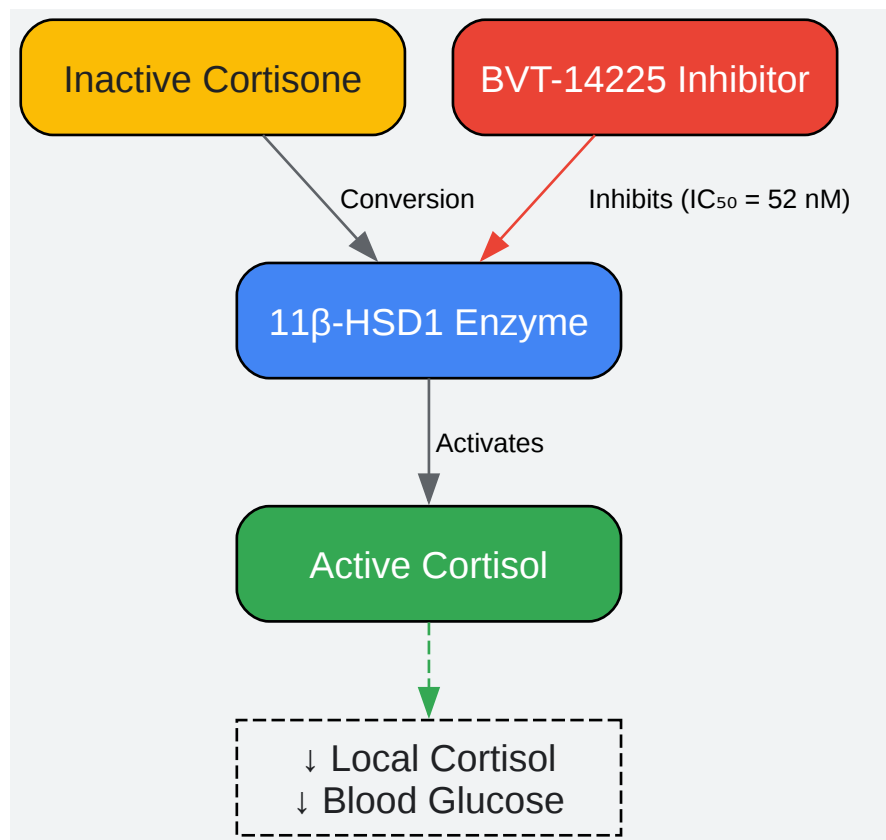 Inactive Cortisone
BVT-14225 Inhibitor
Conversion
Inhibits (IC₅₀ = 52 nM)
11β-HSD1 Enzyme
Activates
Active Cortisol
↓ Local Cortisol
↓ Blood Glucose